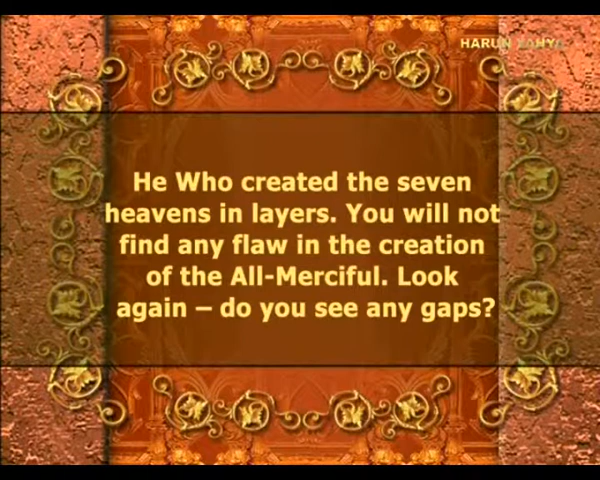 HARUN YAHYA
He Who created the seven
heavens in layers. You will not
find any flaw in the creation
of the All-Merciful. Look
again – do you see any gaps?